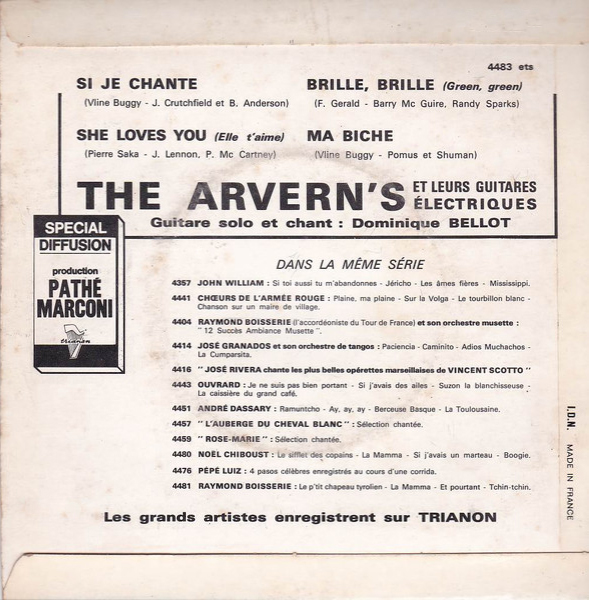 4483 ets
SI JE CHANTE
(Vline Buggy - J. Crutchfield et B. Anderson)
BRILLE, BRILLE (Green, green)
(F. Gerald - Barry Mc Guire, Randy Sparks)
SHE LOVES YOU (Elle t'aime)
(Pierre Saka - J. Lennon, P. Mc Cartney)
MA BICHE
(Vline Buggy - Pomus et Shuman)
THE ARVERN'S ET LEURS GUITARES ÉLECTRIQUES
Guitare solo et chant : Dominique BELLOT
SPECIAL
DIFFUSION
production
PATHÉ
MARCONI
trianon
DANS LA MÊME SÉRIE
4357 JOHN WILLIAM : Si toi aussi tu m'abandonnes - Jéricho - Les âmes fières - Mississippi.
4441 CHŒURS DE L'ARMÉE ROUGE : Plaine, ma plaine - Sur la Volga - Le tourbillon blanc -
Chanson sur un maire de village.
4404 RAYMOND BOISSERIE (l'accordéoniste du Tour de France) et son orchestre musette :
"12 Succès Ambiance Musette".
4414 JOSÉ GRANADOS et son orchestre de tangos : Paciencia - Caminito - Adios Muchachos -
La Cumparsita.
4416 "JOSÉ RIVERA chante les plus belles opérettes marseillaises de VINCENT SCOTTO"
4443 OUVRARD : Je ne suis pas bien portant - Si j'avais des ailes - Suzon la blanchisseuse -
La caissière du grand café.
4451 ANDRÉ DASSARY : Ramuntcho - Ay, ay, ay - Berceuse Basque - La Toulousaine.
4457 "L'AUBERGE DU CHEVAL BLANC" : Sélection chantée.
4459 "ROSE-MARIE" : Sélection chantée.
4480 NOËL CHIBOUST : Le sifflet des copains - La Mamma - Si j'avais un marteau - Boogie.
4476 PÉPÉ LUIZ : 4 pasos célèbres enregistrés au cours d'une corrida.
4481 RAYMOND BOISSERIE : Le p'tit chapeau tyrolien - La Mamma - Et pourtant - Tchin-tchin.
Les grands artistes enregistrent sur TRIANON
I.D.N. MADE IN FRANCE